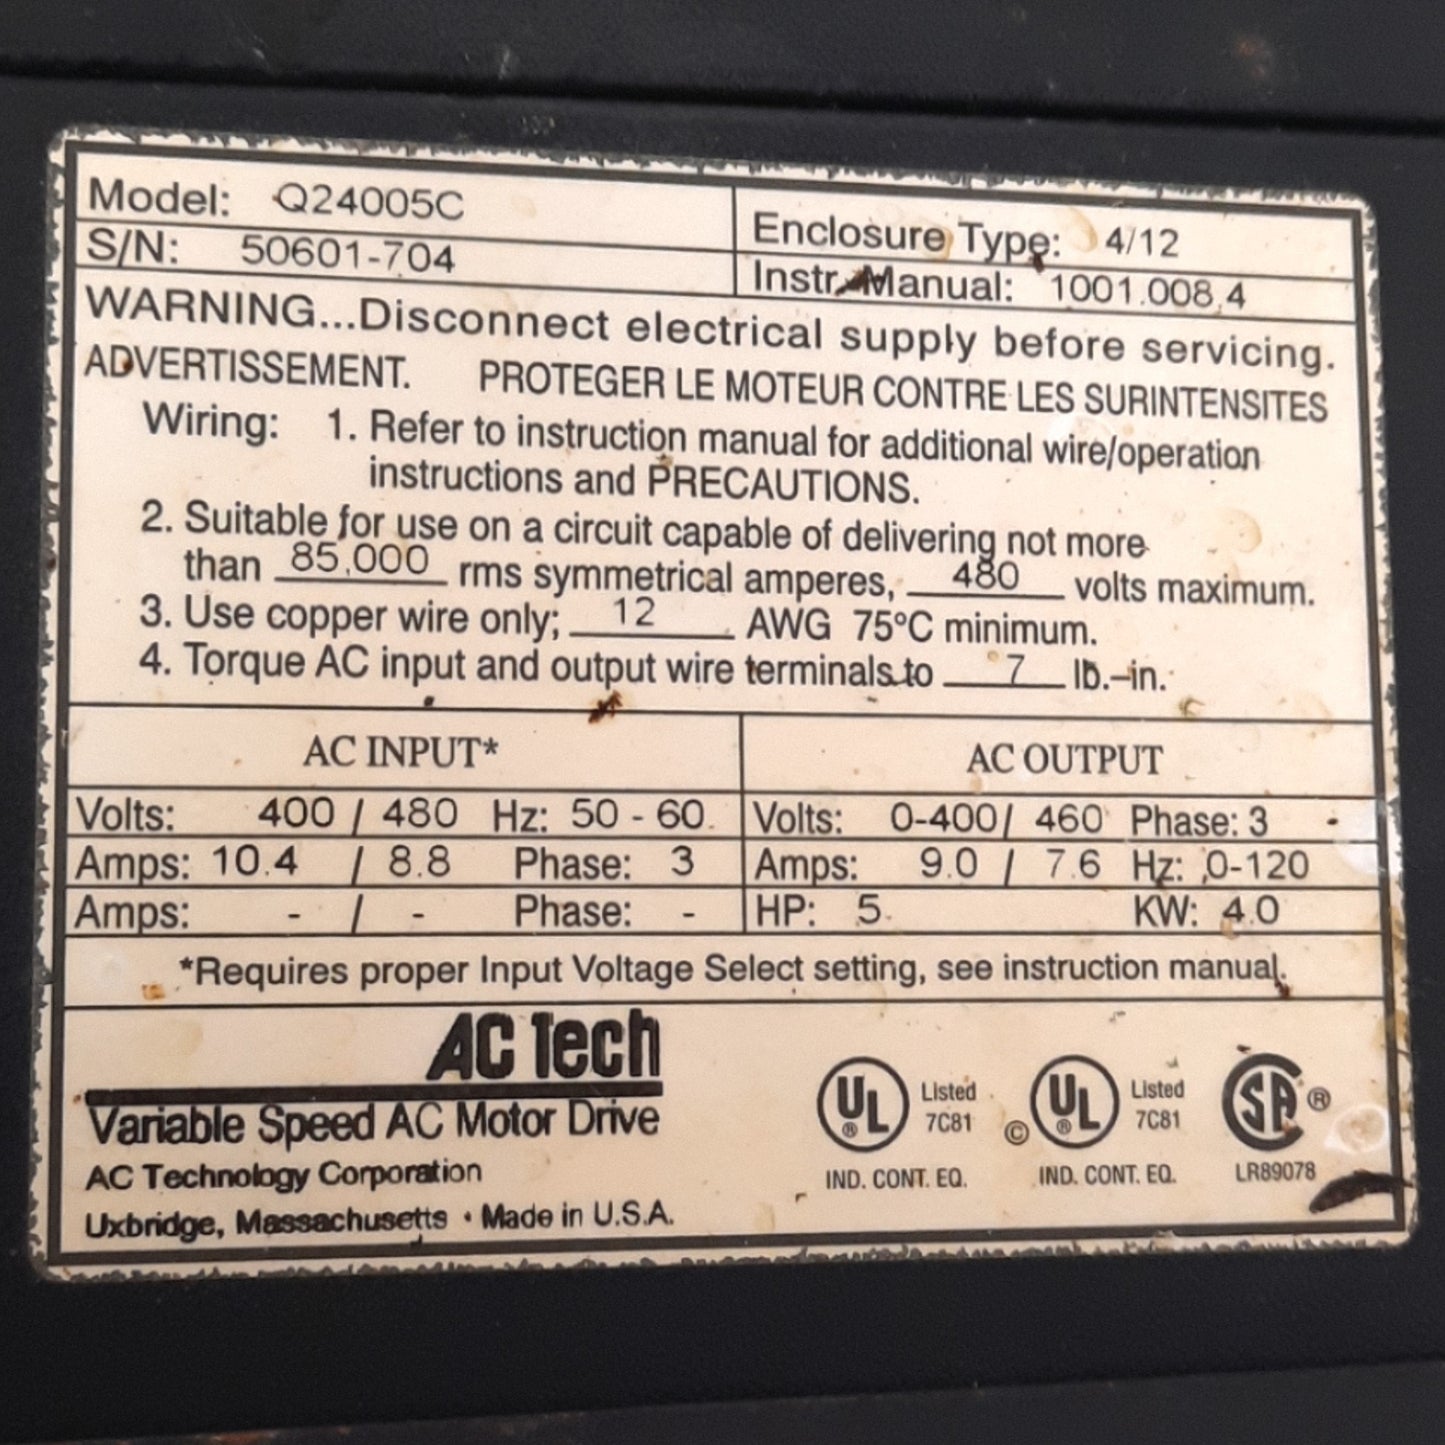 Model: Q24005C
Enclosure Type: 4/12
S/N: 50601-704
Instr. Manual: 1001.008.4
WARNING...Disconnect electrical supply before servicing.
ADVERTISSEMENT. PROTEGER LE MOTEUR CONTRE LES SURINTENSITES
Wiring: 1. Refer to instruction manual for additional wire/operation
instructions and PRECAUTIONS.
2. Suitable for use on a circuit capable of delivering not more
than 85,000 rms symmetrical amperes, 480 volts maximum.
3. Use copper wire only; 12 AWG 75°C minimum.
4. Torque AC input and output wire terminals to 7 lb.-in.
AC INPUT*
Volts: 400 / 480 Hz: 50 - 60
Amps: 10.4 / 8.8 Phase: 3
Amps: - / - Phase: -
AC OUTPUT
Volts: 0-400/ 460 Phase: 3
Amps: 9.0 / 7.6 Hz: 0-120
HP: 5 KW: 4.0
*Requires proper Input Voltage Select setting, see instruction manual.
AC Tech
Variable Speed AC Motor Drive
AC Technology Corporation
Uxbridge, Massachusetts • Made in U.S.A.
UL ® Listed
7C81
IND. CONT. EQ.
© UL ® Listed
7C81
IND. CONT. EQ.
SA ®
LR89078